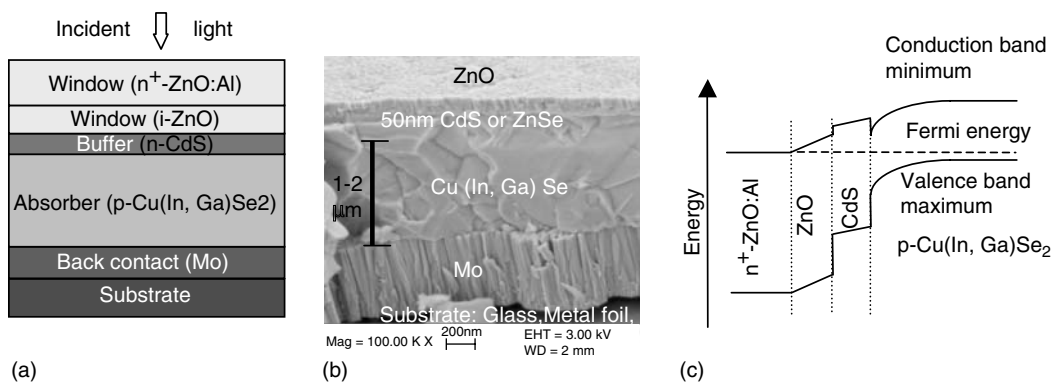 Incident light
Window (n+-ZnO:Al)
Window (i-ZnO)
Buffer (n-CdS)
Absorber (p-Cu(In, Ga)Se2)
Back contact (Mo)
Substrate
(a)
ZnO
50nm CdS or ZnSe
1-2
μm
Cu (In, Ga) Se
Mo
Substrate: Glass,Metal foil,
Mag = 100.00 K X
200nm
EHT = 3.00 kV
WD = 2 mm
(b)
Conduction band
minimum
Fermi energy
Valence band
maximum
p-Cu(In, Ga)Se₂
Energy
n⁺-ZnO:Al
ZnO
CdS
(c)